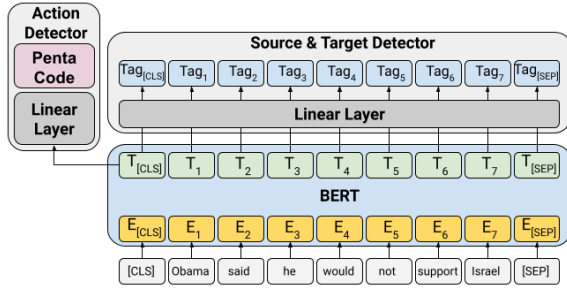 Action
Detector
Penta
Code
Linear
Layer
Source & Target Detector
Tag[CLS] Tag1 Tag2 Tag3 Tag4 Tag5 Tag6 Tag7 Tag[SEP]
Linear Layer
T[CLS] T1 T2 T3 T4 T5 T6 T7 T[SEP]
BERT
E[CLS] E1 E2 E3 E4 E5 E6 E7 E[SEP]
[CLS] Obama said he would not support Israel [SEP]